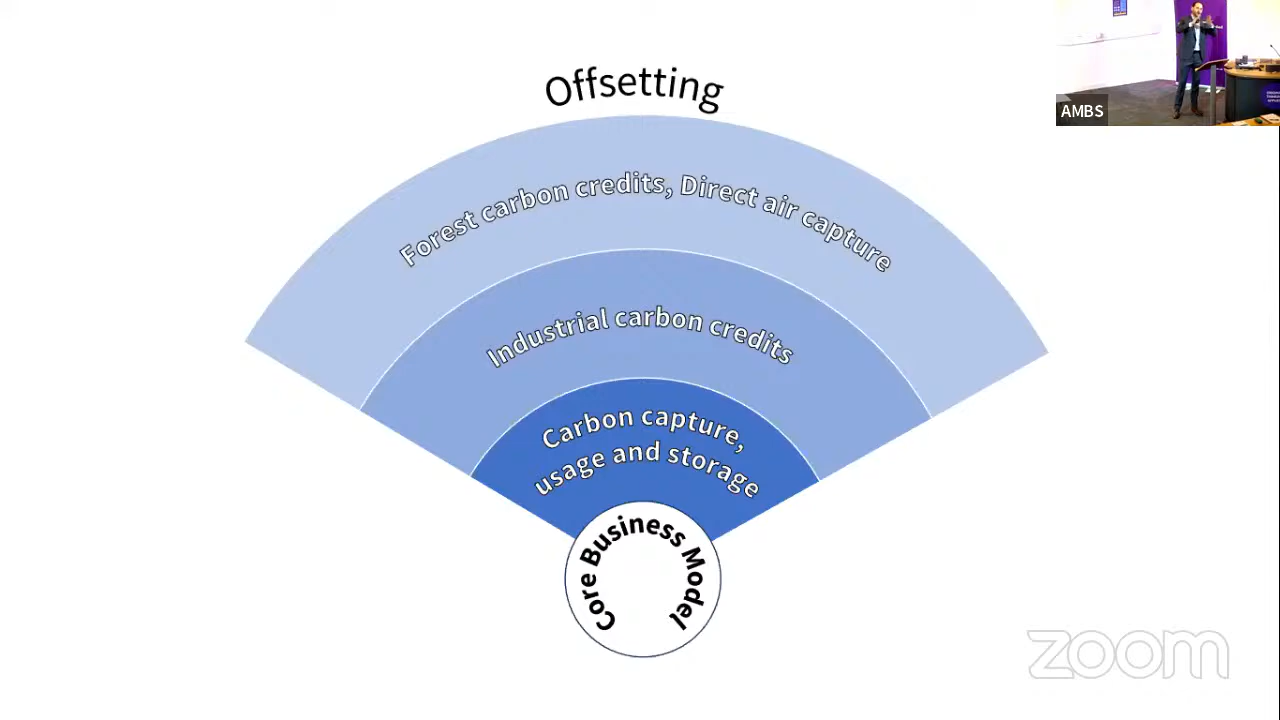 Offsetting
Forest carbon credits, Direct air capture
Industrial carbon credits
Carbon capture,
usage and storage
Core Business Model
AMBS
zoom